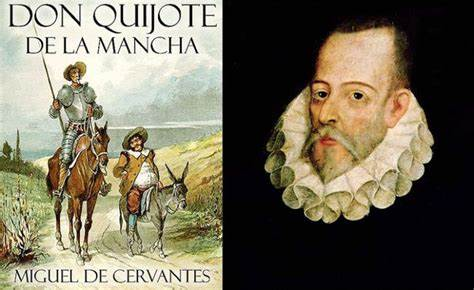 DON QUIJOTE
DE LA MANCHA
MIGUEL DE CERVANTES